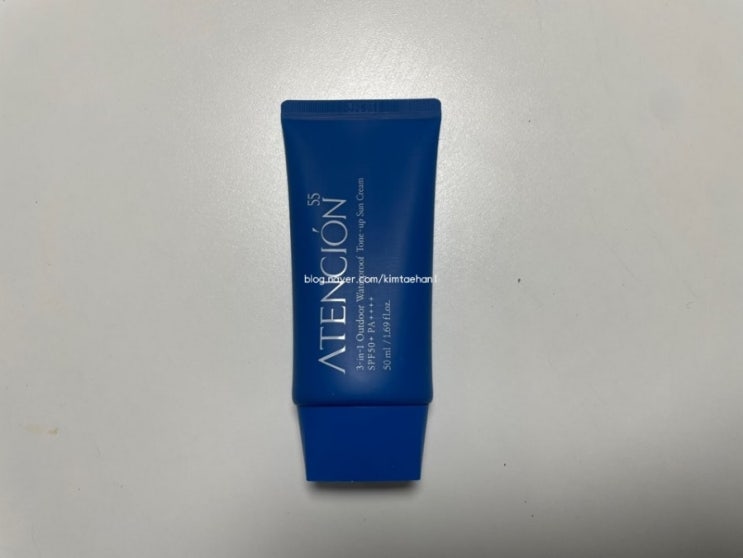 ATENCIÓN 55
3-in-1 Outdoor Waterproof Tone-up Sun Cream
SPF50+ PA++++
50 ml / 1.69 fl.oz.
blog.naver.com/kimtaehan1